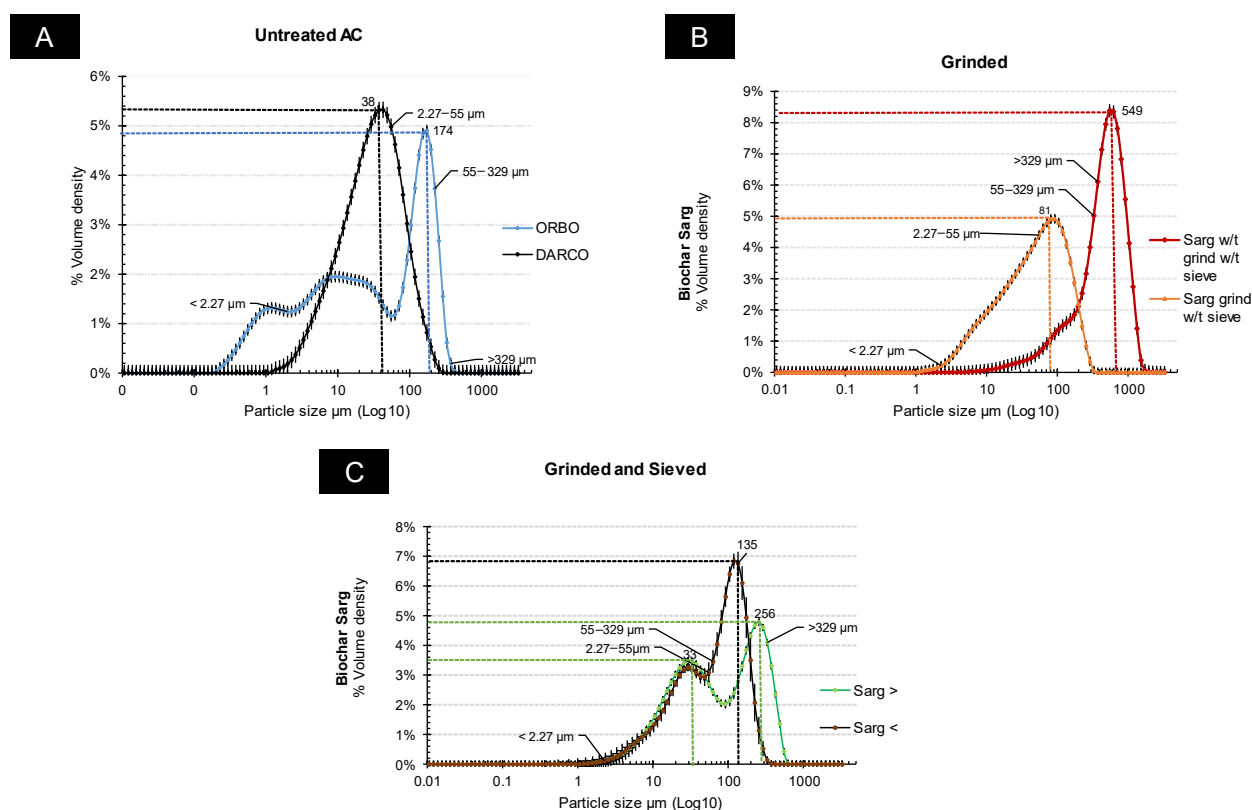 A
Untreated AC
6%
5%
4%
3%
2%
1%
0%
% Volume density
38
2.27–55 µm
174
55–329 µm
< 2.27 µm
>329 µm
ORBO
DARCO
0 0 1 10 100 1000
Particle size µm (Log10)
B
Grinded
9%
8%
7%
6%
5%
4%
3%
2%
1%
0%
Biochar Sarg
% Volume density
549
>329 µm
55–329 µm
81
2.27–55 µm
< 2.27 µm
Sarg w/t
grind w/t
sieve
Sarg grind
w/t sieve
0.01 0.1 1 10 100 1000
Particle size µm (Log10)
C
Grinded and Sieved
8%
7%
6%
5%
4%
3%
2%
1%
0%
Biochar Sarg
% Volume density
135
256
55–329 µm
>329 µm
2.27–55µm
33
< 2.27 µm
Sarg >
Sarg <
0.01 0.1 1 10 100 1000
Particle size µm (Log10)